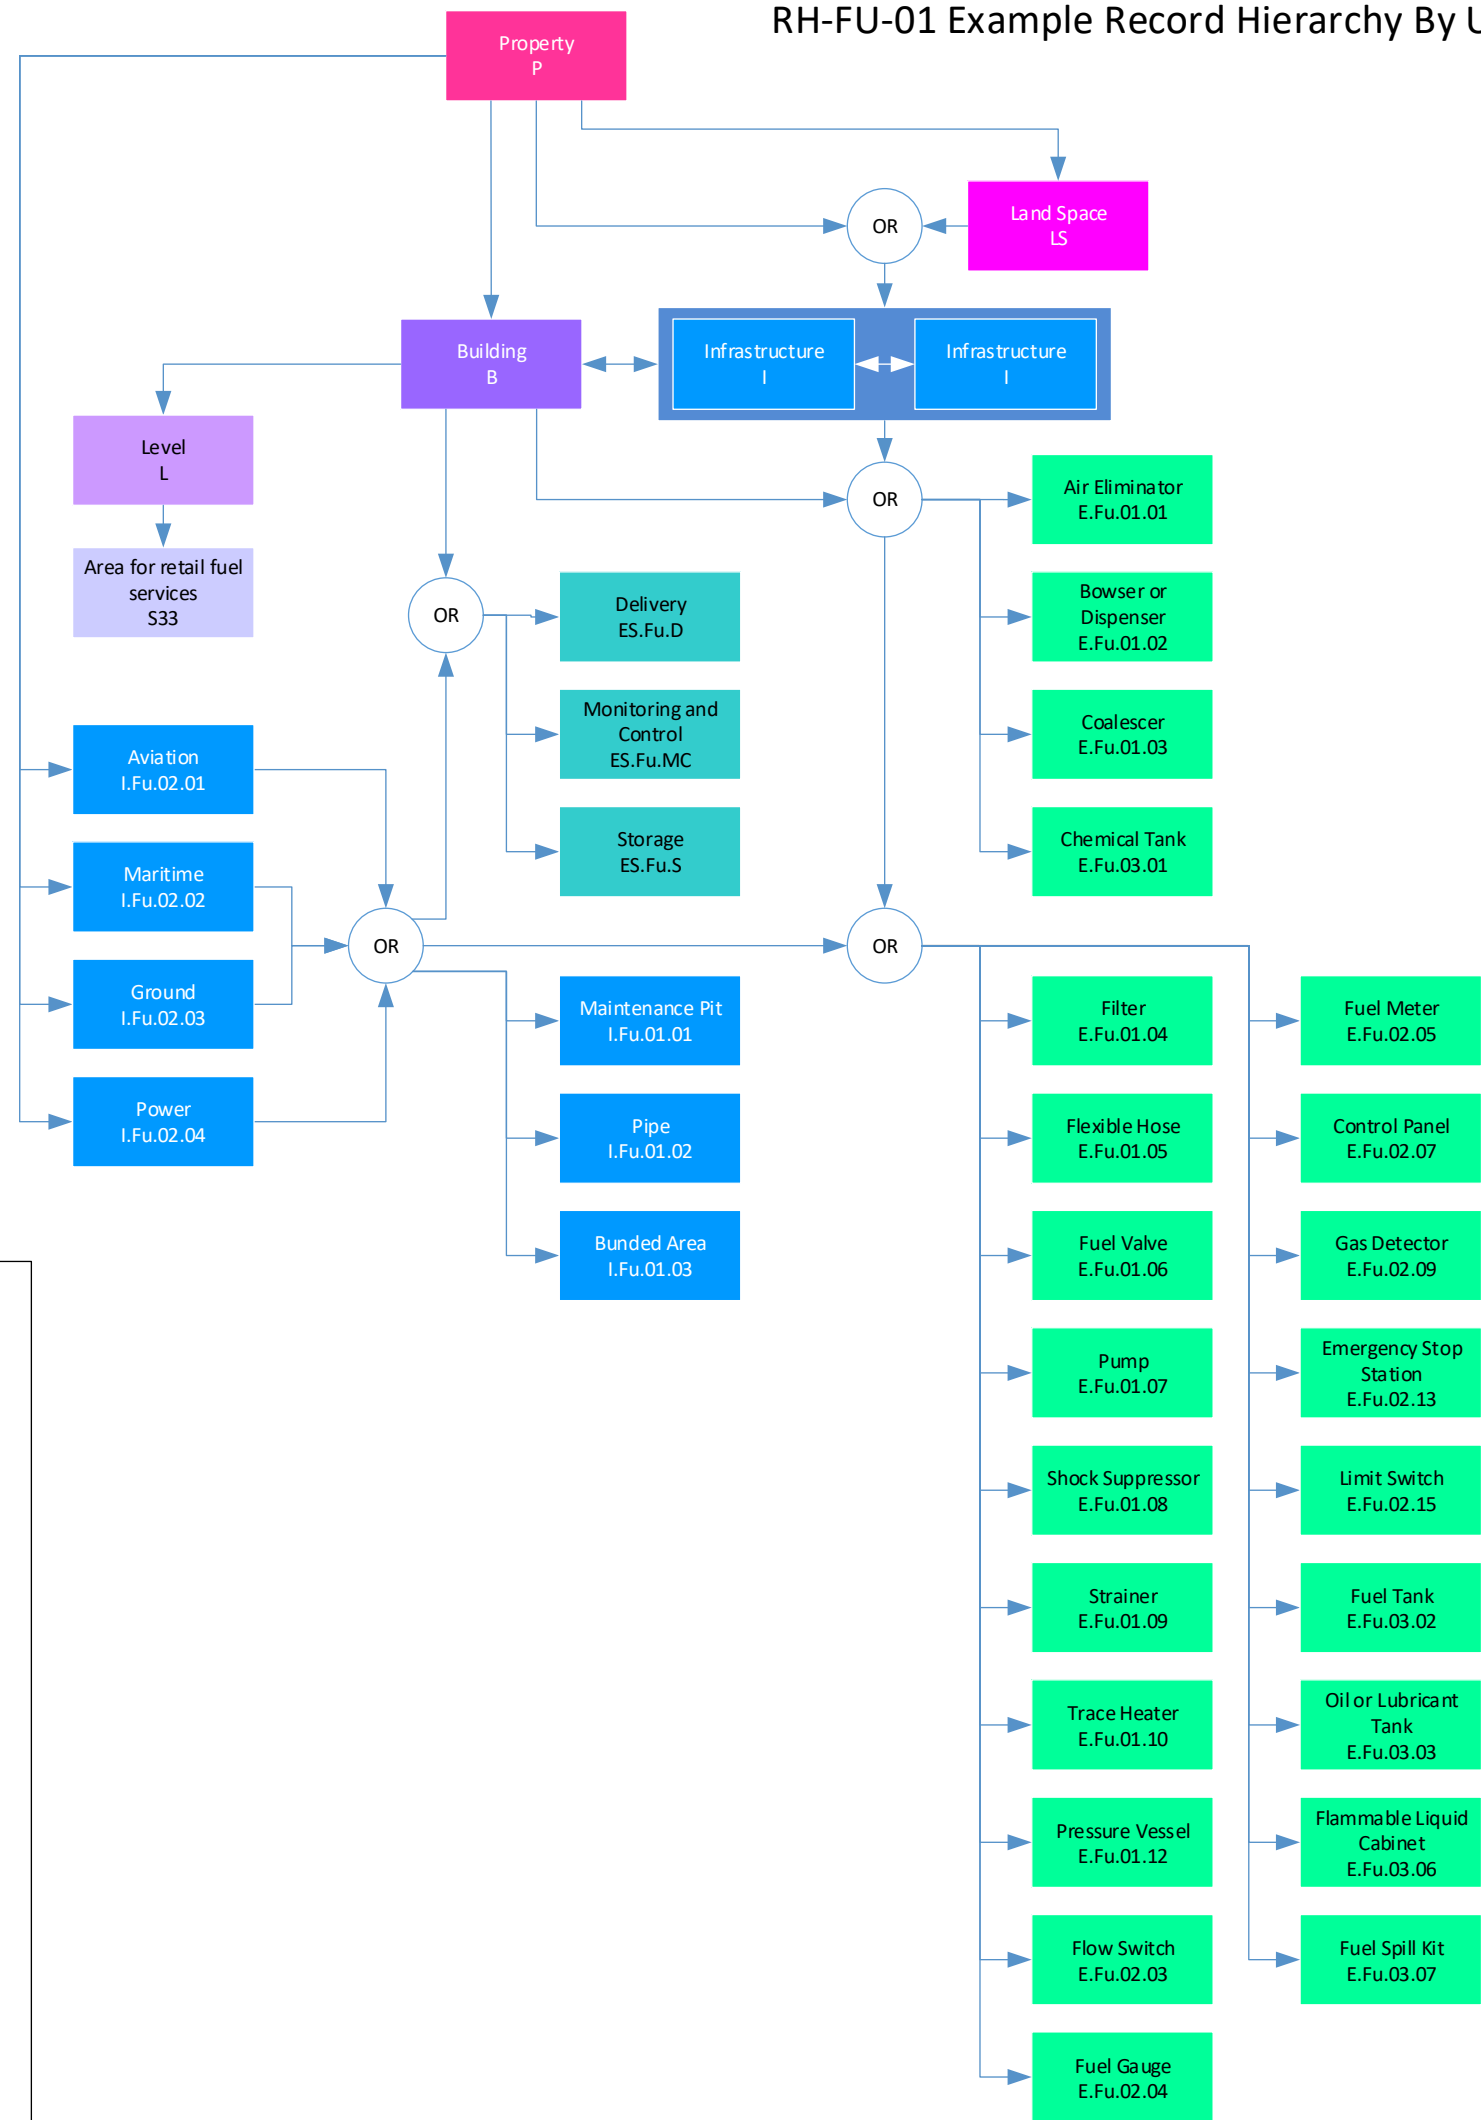 RH-FU-01 Example Record Hierarchy By U
Property
P
OR
Land Space
LS
Building
B
Infrastructure
I
Infrastructure
I
Level
L
Area for retail fuel
services
S33
OR
Air Eliminator
E.Fu.01.01
Bowser or
Dispenser
E.Fu.01.02
Coalescer
E.Fu.01.03
Chemical Tank
E.Fu.03.01
OR
Delivery
ES.Fu.D
Monitoring and
Control
ES.Fu.MC
Storage
ES.Fu.S
Aviation
I.Fu.02.01
Maritime
I.Fu.02.02
Ground
I.Fu.02.03
Power
I.Fu.02.04
OR
OR
Maintenance Pit
I.Fu.01.01
Pipe
I.Fu.01.02
Bunded Area
I.Fu.01.03
Filter
E.Fu.01.04
Flexible Hose
E.Fu.01.05
Fuel Valve
E.Fu.01.06
Pump
E.Fu.01.07
Shock Suppressor
E.Fu.01.08
Strainer
E.Fu.01.09
Trace Heater
E.Fu.01.10
Pressure Vessel
E.Fu.01.12
Flow Switch
E.Fu.02.03
Fuel Gauge
E.Fu.02.04
Fuel Meter
E.Fu.02.05
Control Panel
E.Fu.02.07
Gas Detector
E.Fu.02.09
Emergency Stop
Station
E.Fu.02.13
Limit Switch
E.Fu.02.15
Fuel Tank
E.Fu.03.02
Oil or Lubricant
Tank
E.Fu.03.03
Flammable Liquid
Cabinet
E.Fu.03.06
Fuel Spill Kit
E.Fu.03.07